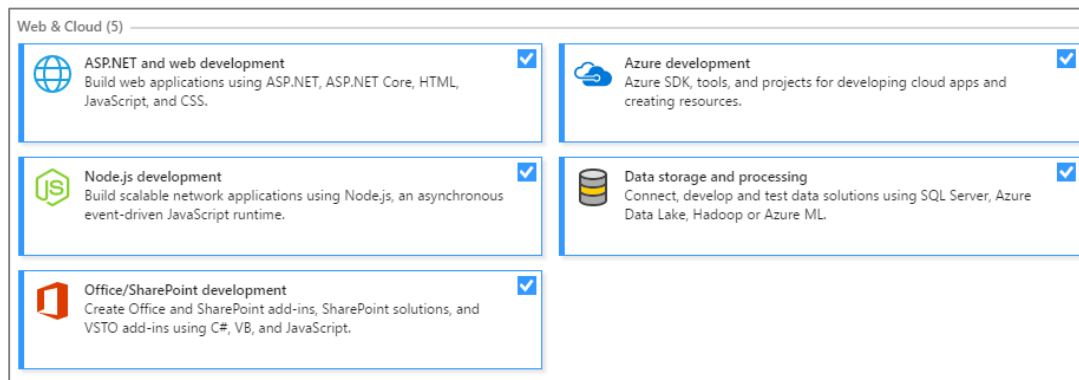 Web & Cloud (5)
ASP.NET and web development
Build web applications using ASP.NET, ASP.NET Core, HTML,
JavaScript, and CSS.
Azure development
Azure SDK, tools, and projects for developing cloud apps and
creating resources.
Node.js development
Build scalable network applications using Node.js, an asynchronous
event-driven JavaScript runtime.
Data storage and processing
Connect, develop and test data solutions using SQL Server, Azure
Data Lake, Hadoop or Azure ML.
Office/SharePoint development
Create Office and SharePoint add-ins, SharePoint solutions, and
VSTO add-ins using C#, VB, and JavaScript.